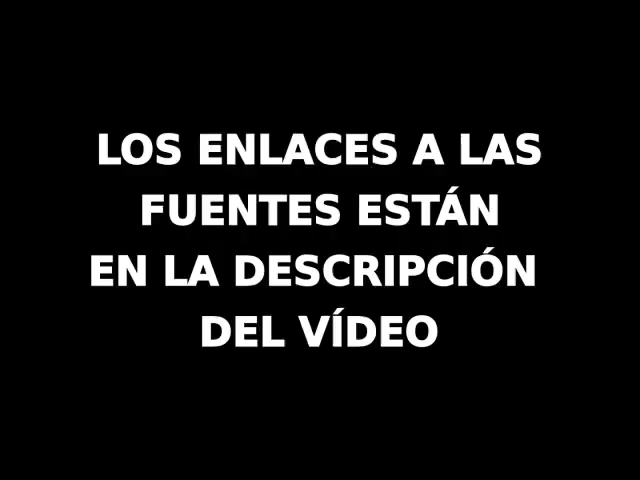 LOS ENLACES A LAS
FUENTES ESTÁN
EN LA DESCRIPCIÓN
DEL VÍDEO